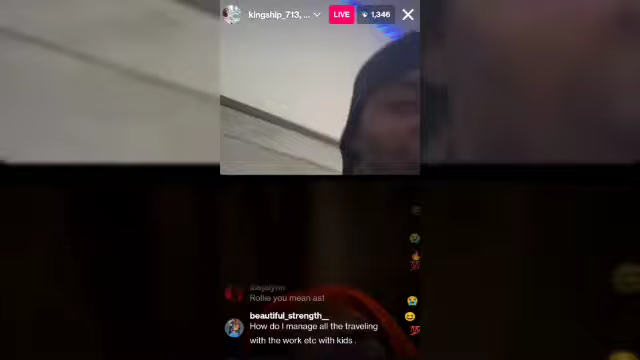 kingship_713, ...
LIVE
1,346
Rollie you mean ast
beautiful_strength__
How do I manage all the traveling
with the work etc with kids .